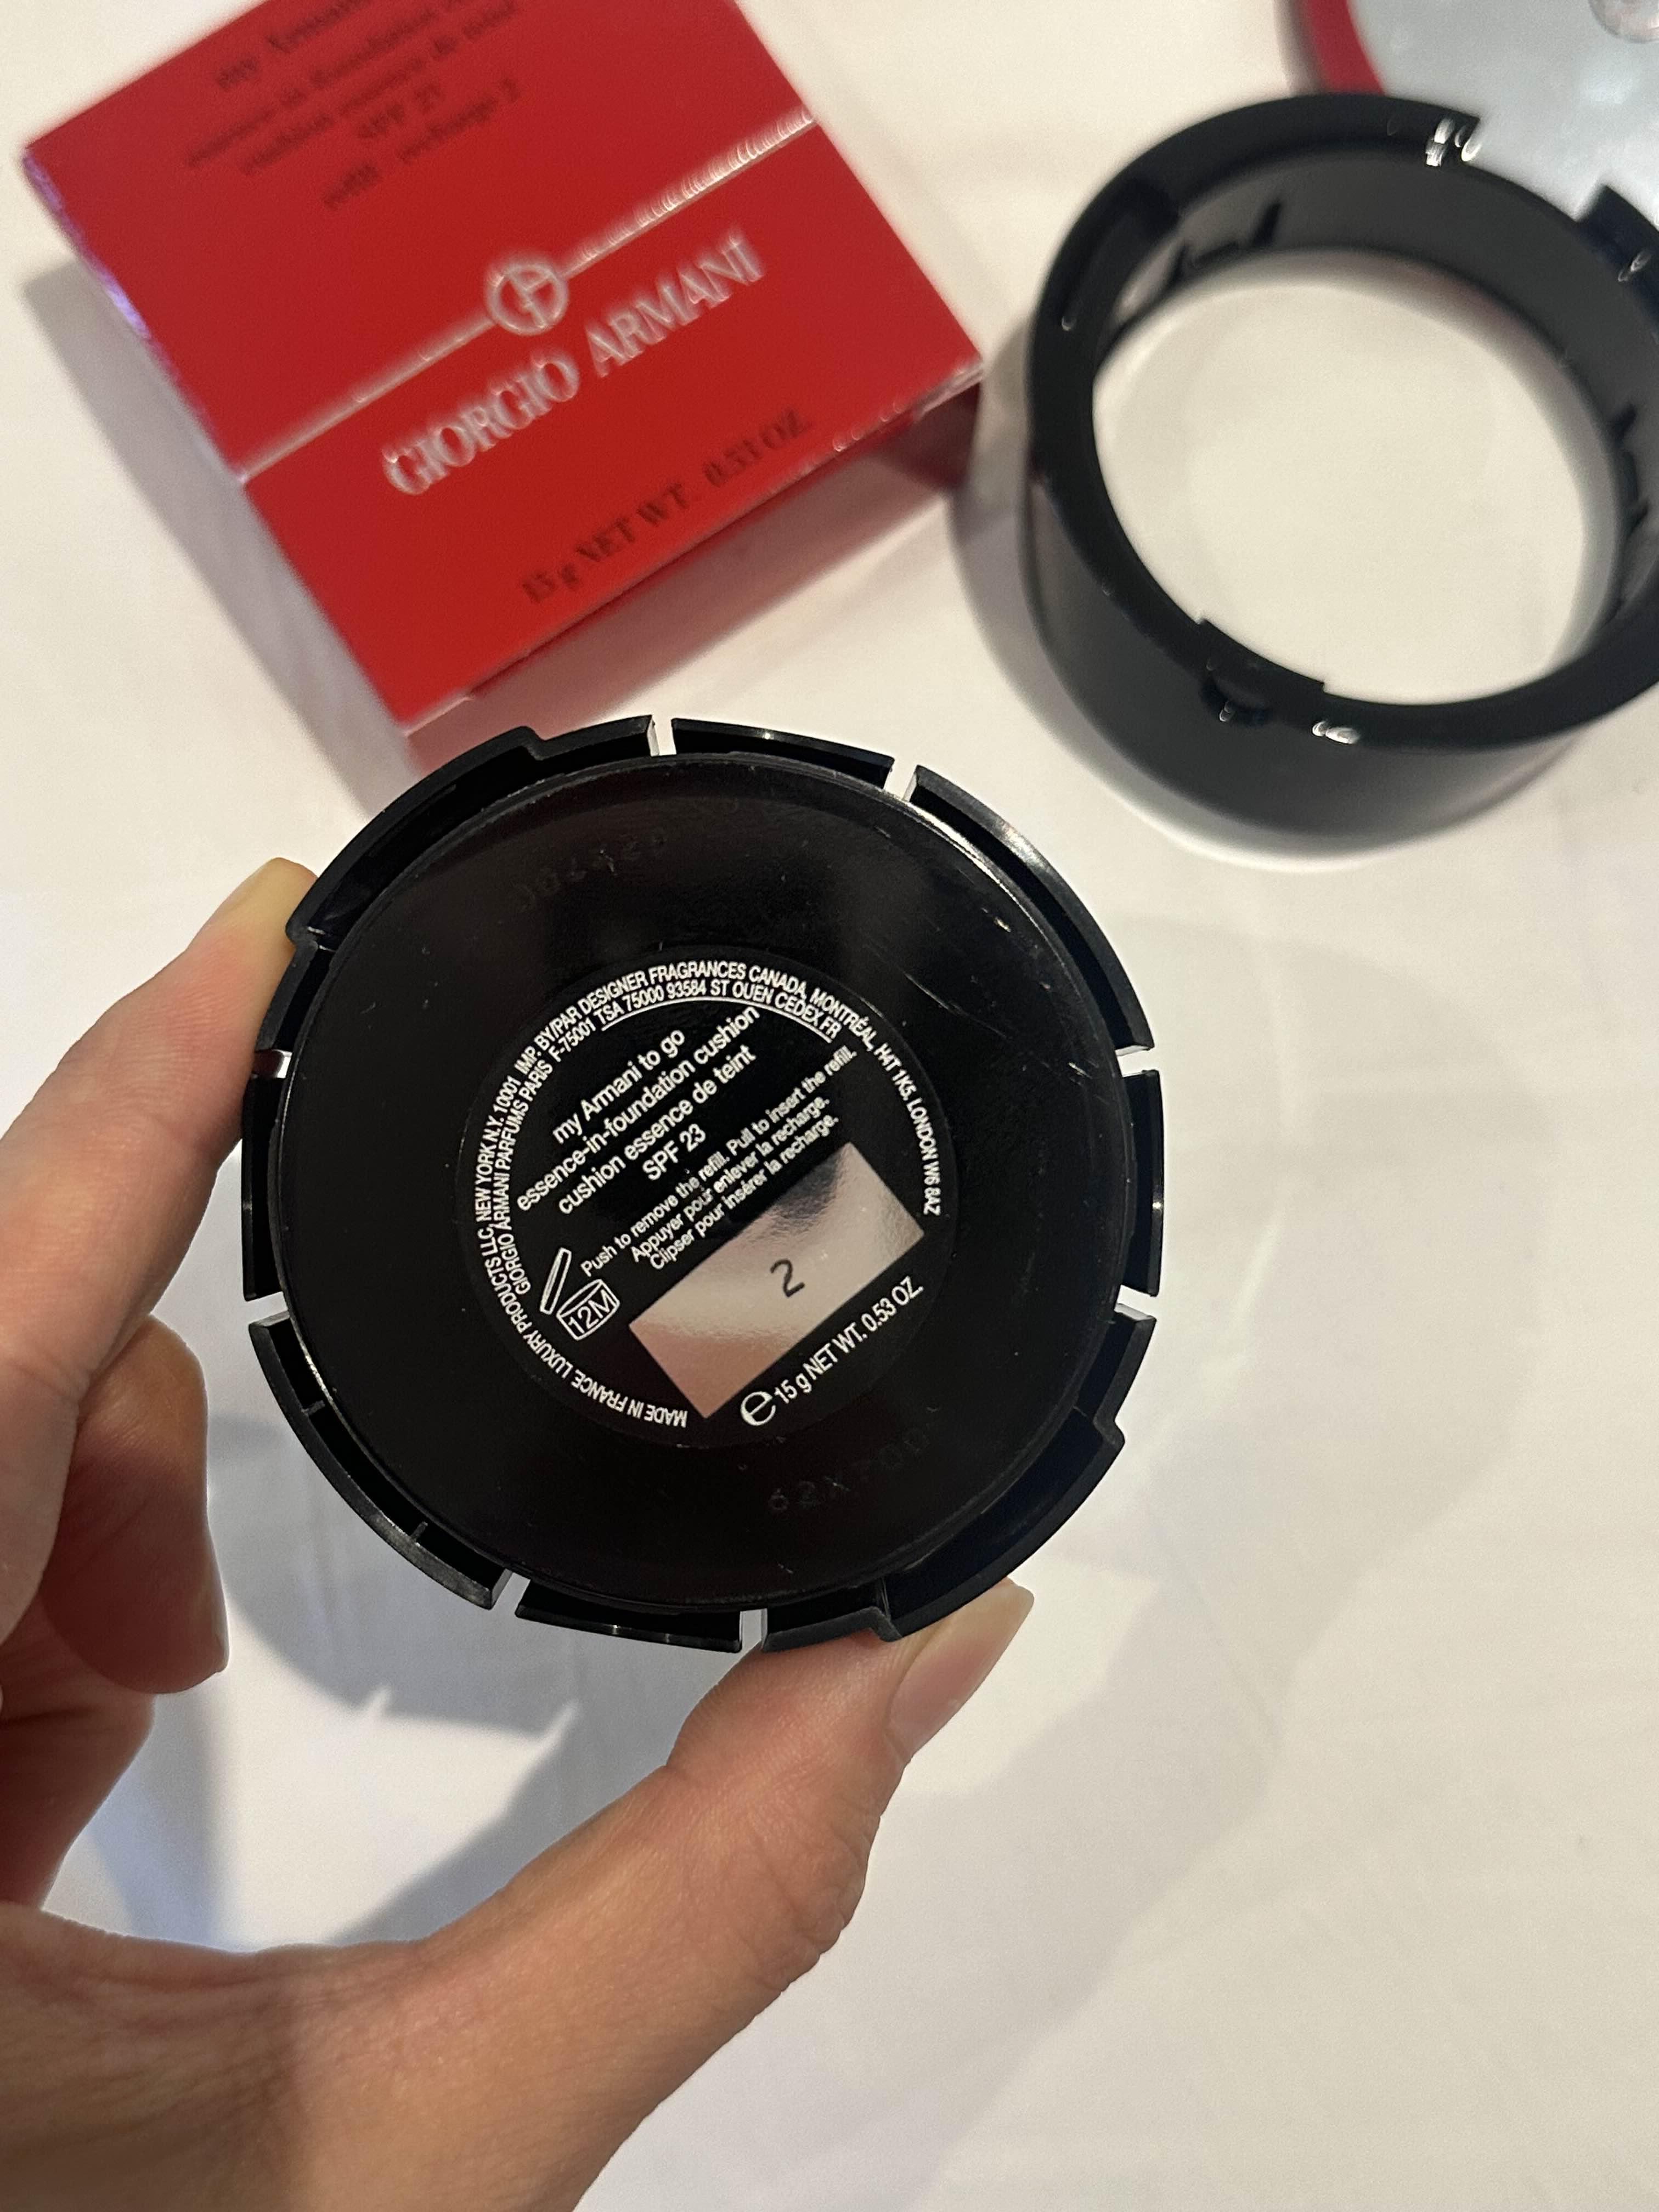 my
SPF 23
refill · recharge 2
GIORGIO ARMANI
15 g NET WT. 0.53 OZ.
MADE IN FRANCE. LUXURY PRODUCTS LLC, NEW YORK N.Y. 10001 IMP. BY/PAR DESIGNER FRAGRANCES CANADA, MONTRÉAL, H4T 1K5. LONDON W6 8AZ
GIORGIO ARMANI PARFUMS PARIS F-75001 TSA 75000 93584 ST OUEN CEDEX FR
my Armani to go
essence-in-foundation cushion
cushion essence de teint
SPF 23
Push to remove the refill. Pull to insert the refill.
Appuyer pour enlever la recharge.
Clipser pour insérer la recharge.
12M
2
e 15 g NET WT. 0.53 OZ.